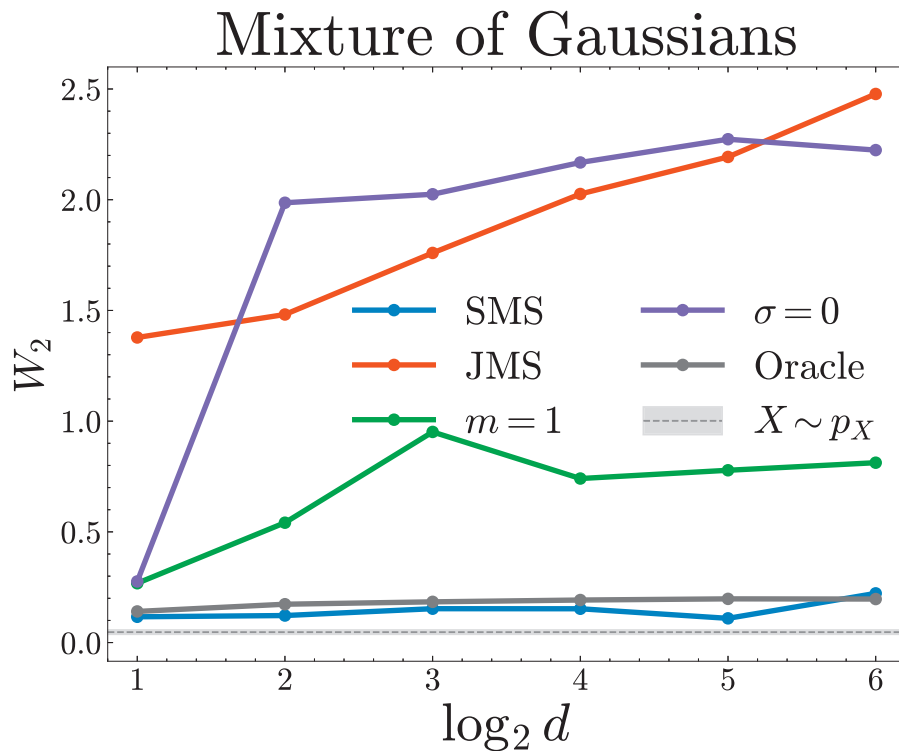 Mixture of Gaussians
2.5
2.0
1.5
1.0
0.5
0.0
W₂
SMS
JMS
m = 1
σ = 0
Oracle
X ∼ p_X
1 2 3 4 5 6
log₂ d